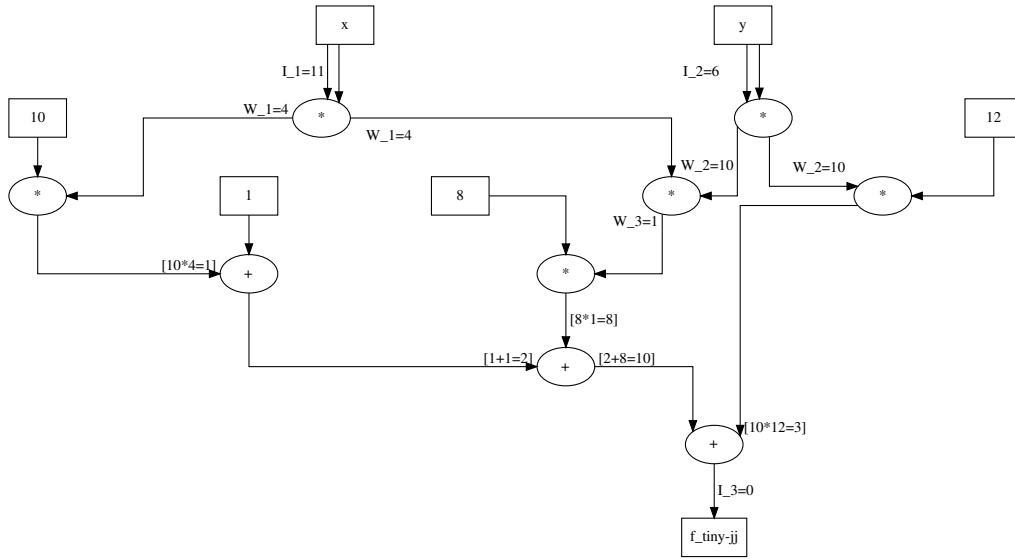 x
y
I_1=11
I_2=6
10
*
*
12
W_1=4
W_1=4
W_2=10
W_2=10
*
1
8
*
*
W_3=1
[10*4=1]
+
*
[8*1=8]
[1+1=2]
+
[2+8=10]
[10*12=3]
+
I_3=0
f_tiny-jj